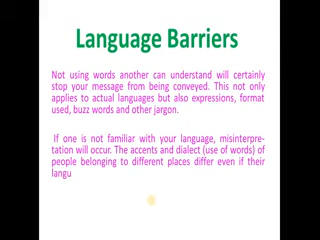 Language Barriers
Not using words another can understand will certainly
stop your message from being conveyed. This not only
applies to actual languages but also expressions, format
used, buzz words and other jargon.
If one is not familiar with your language, misinterpre-
tation will occur. The accents and dialect (use of words) of
people belonging to different places differ even if their
langu